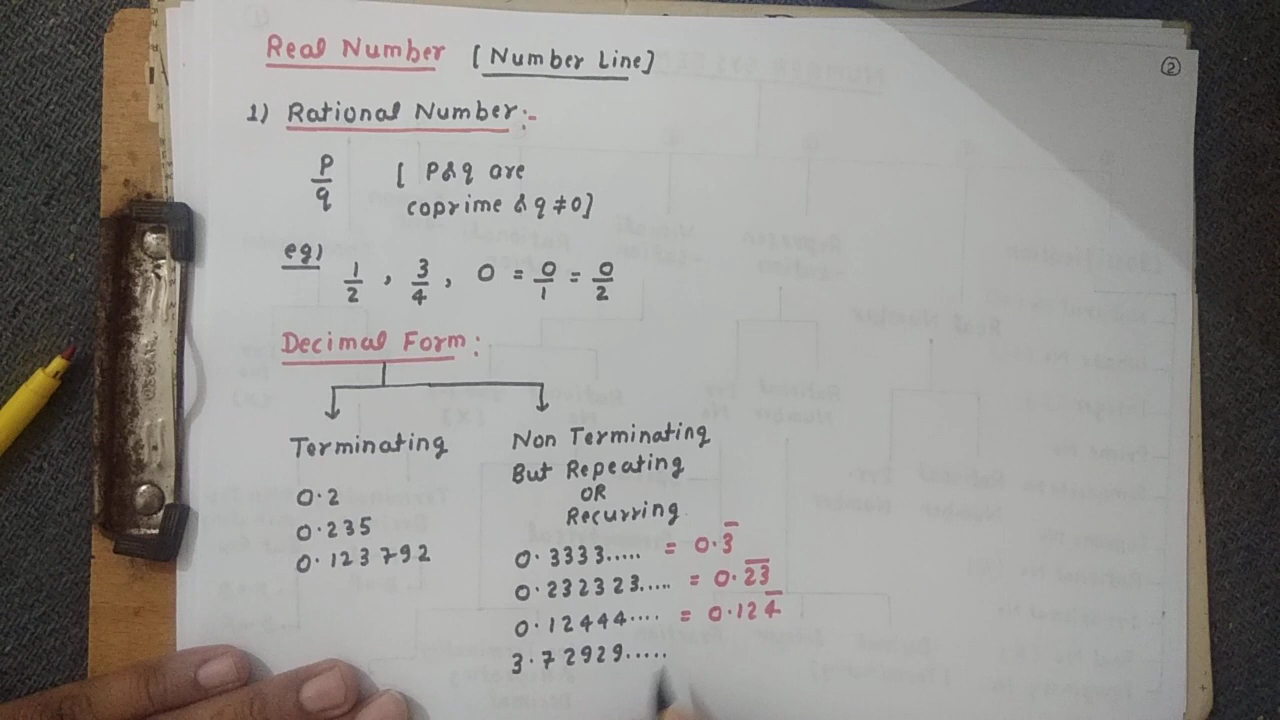 ②
Real Number [Number Line]
1) Rational Number:-
P/q [P & q are
coprime & q ≠ 0]
eg) 1/2, 3/4, 0 = 0/1 = 0/2
Decimal Form:
Terminating
0.2
0.235
0.123792
Non Terminating
But Repeating
OR
Recurring
0.3333..... = 0.3̅
0.232323..... = 0.2̅3̅
0.12444.... = 0.124̅
3.72929.....